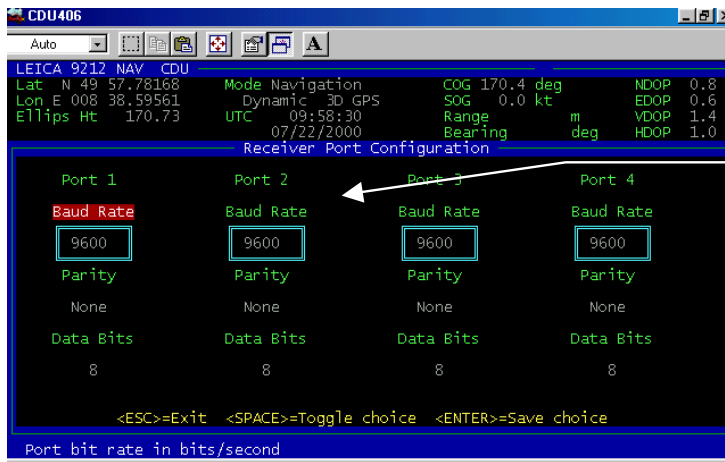 CDU406
Auto A
LEICA 9212 NAV CDU
Lat N 49 57.78168 Mode Navigation COG 170.4 deg NDOP 0.8
Lon E 008 38.59561 Dynamic 3D GPS SOG 0.0 kt EDOP 0.6
Ellips Ht 170.73 UTC 09:58:30 Range m VDOP 1.4
07/22/2000 Bearing deg HDOP 1.0
Receiver Port Configuration
Port 1 Port 2 Port 3 Port 4
Baud Rate Baud Rate Baud Rate Baud Rate
9600 9600 9600 9600
Parity Parity Parity Parity
None None None None
Data Bits Data Bits Data Bits Data Bits
8 8 8 8
<ESC>=Exit <SPACE>=Toggle choice <ENTER>=Save choice
Port bit rate in bits/second